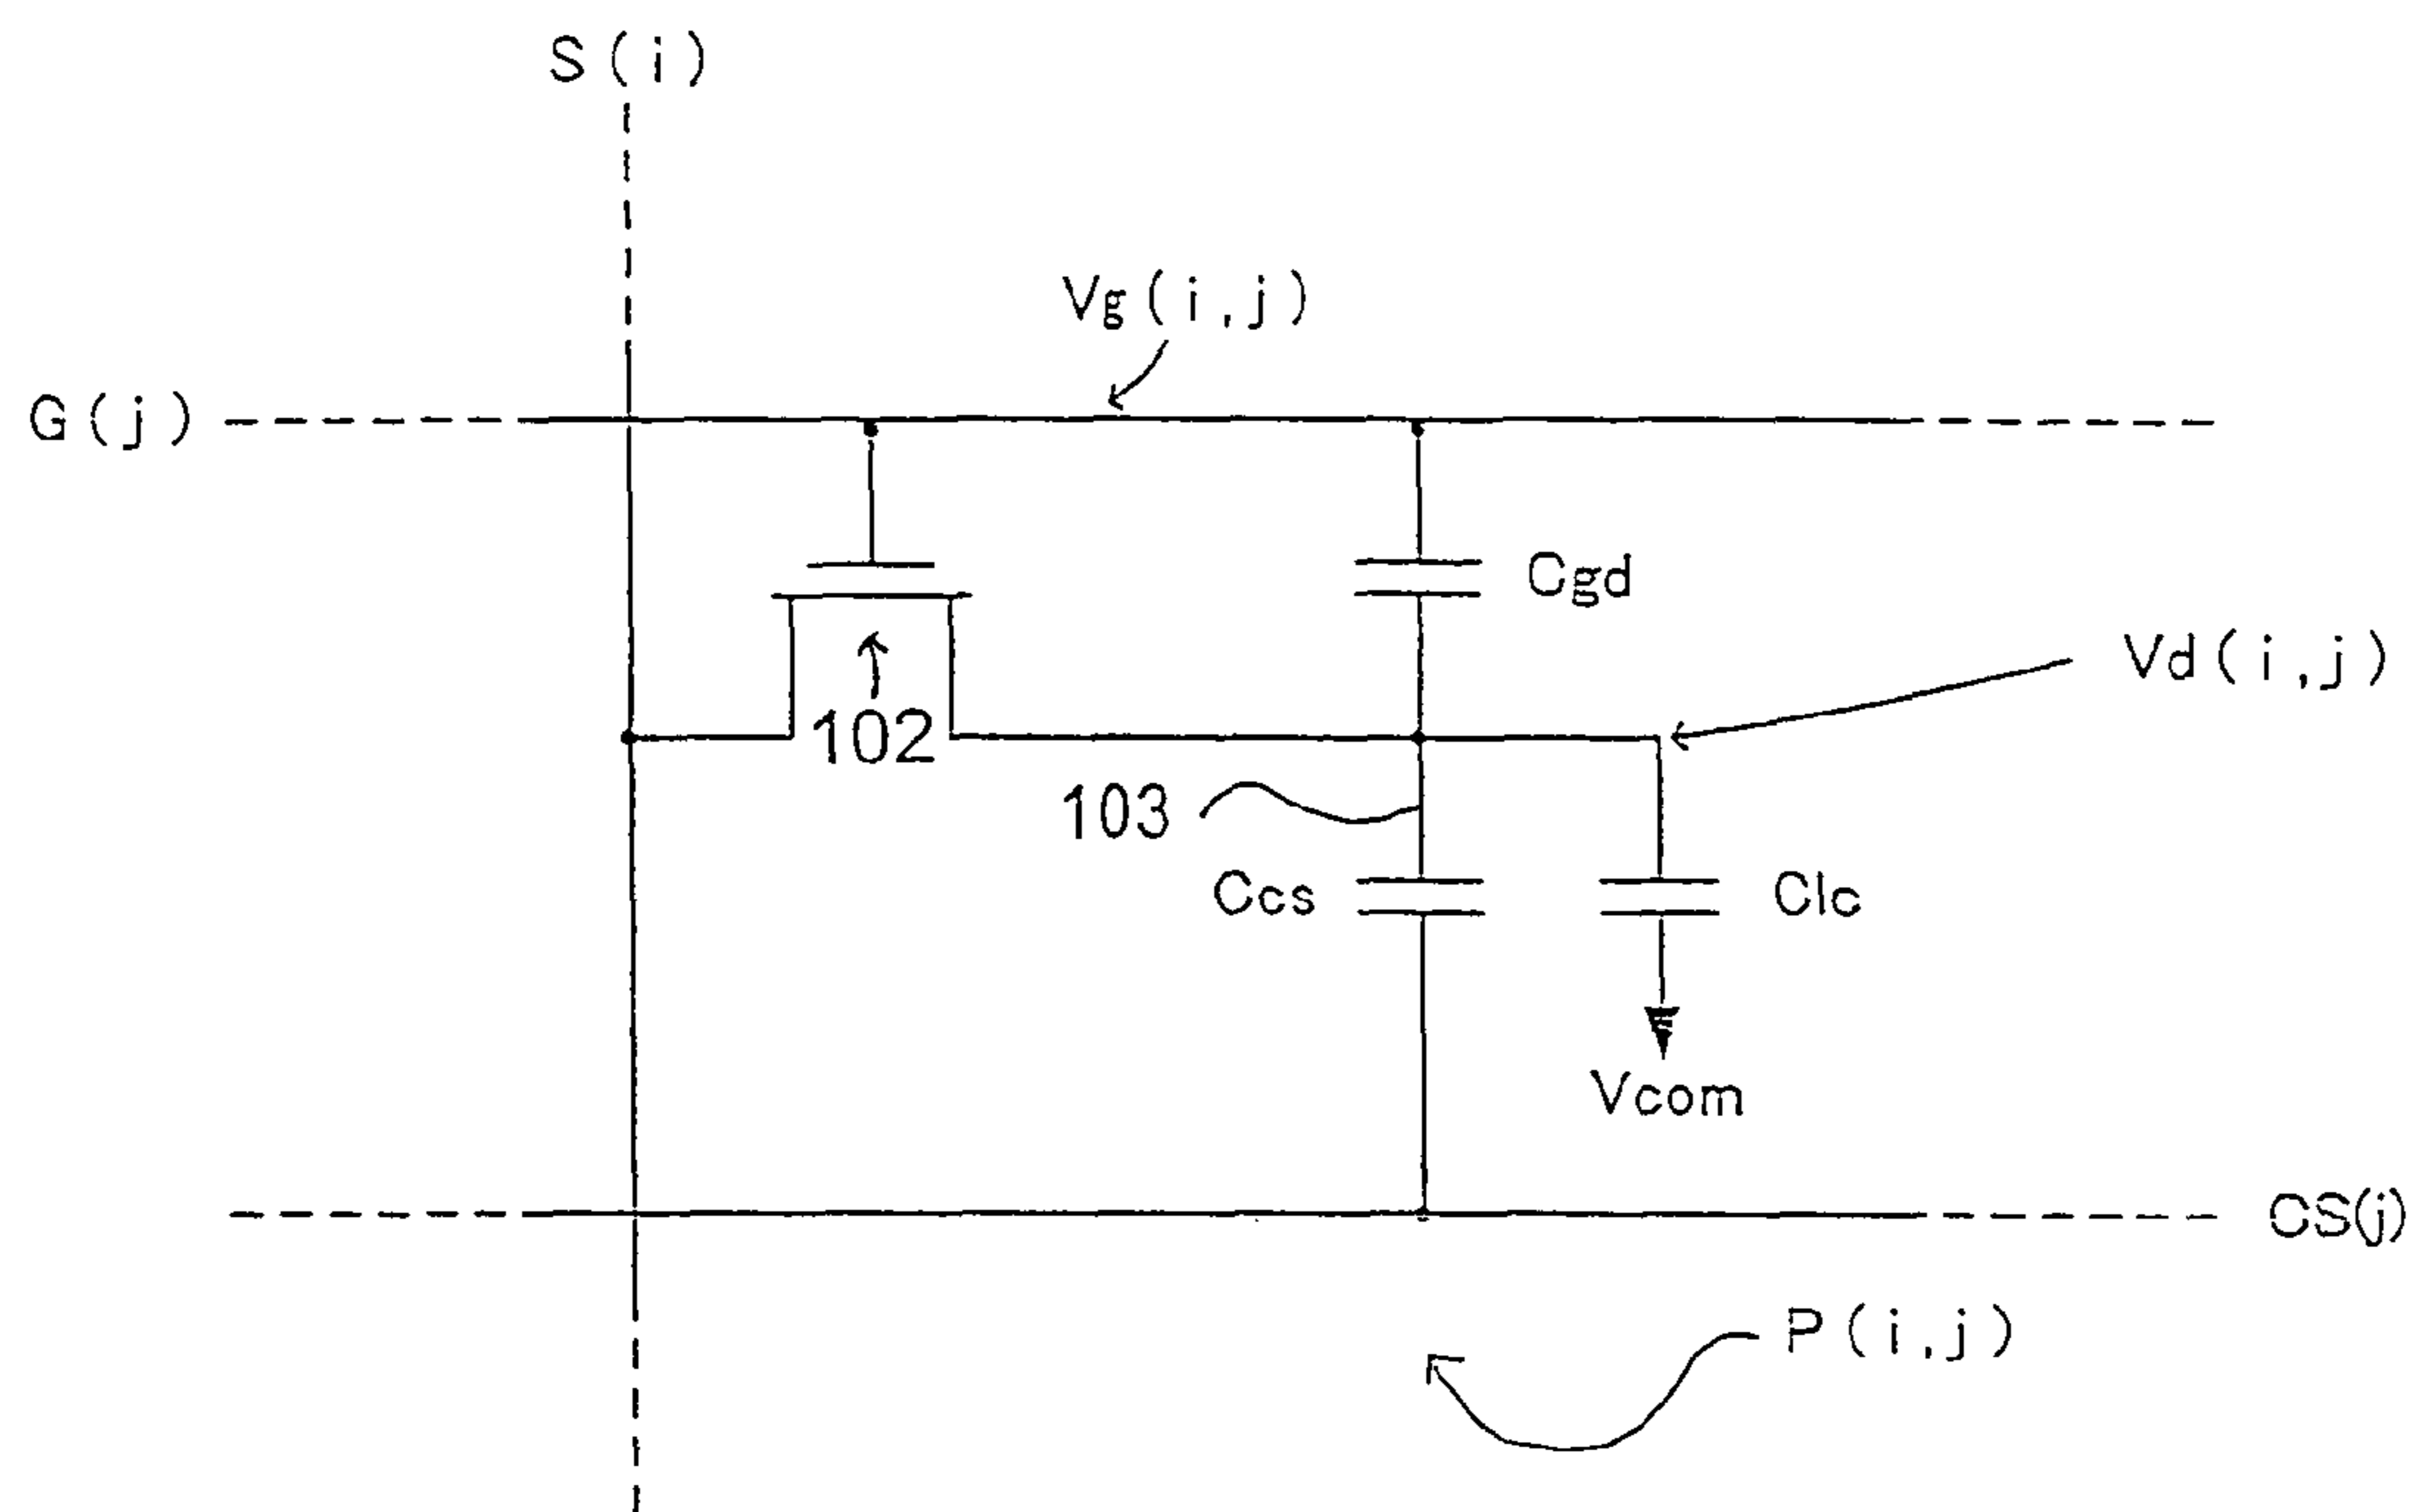 S(i)
Vg(i,j)
G(j)
Cgd
Vd(i,j)
102
103
Ccs
Clc
Vcom
CS(j)
P(i,j)